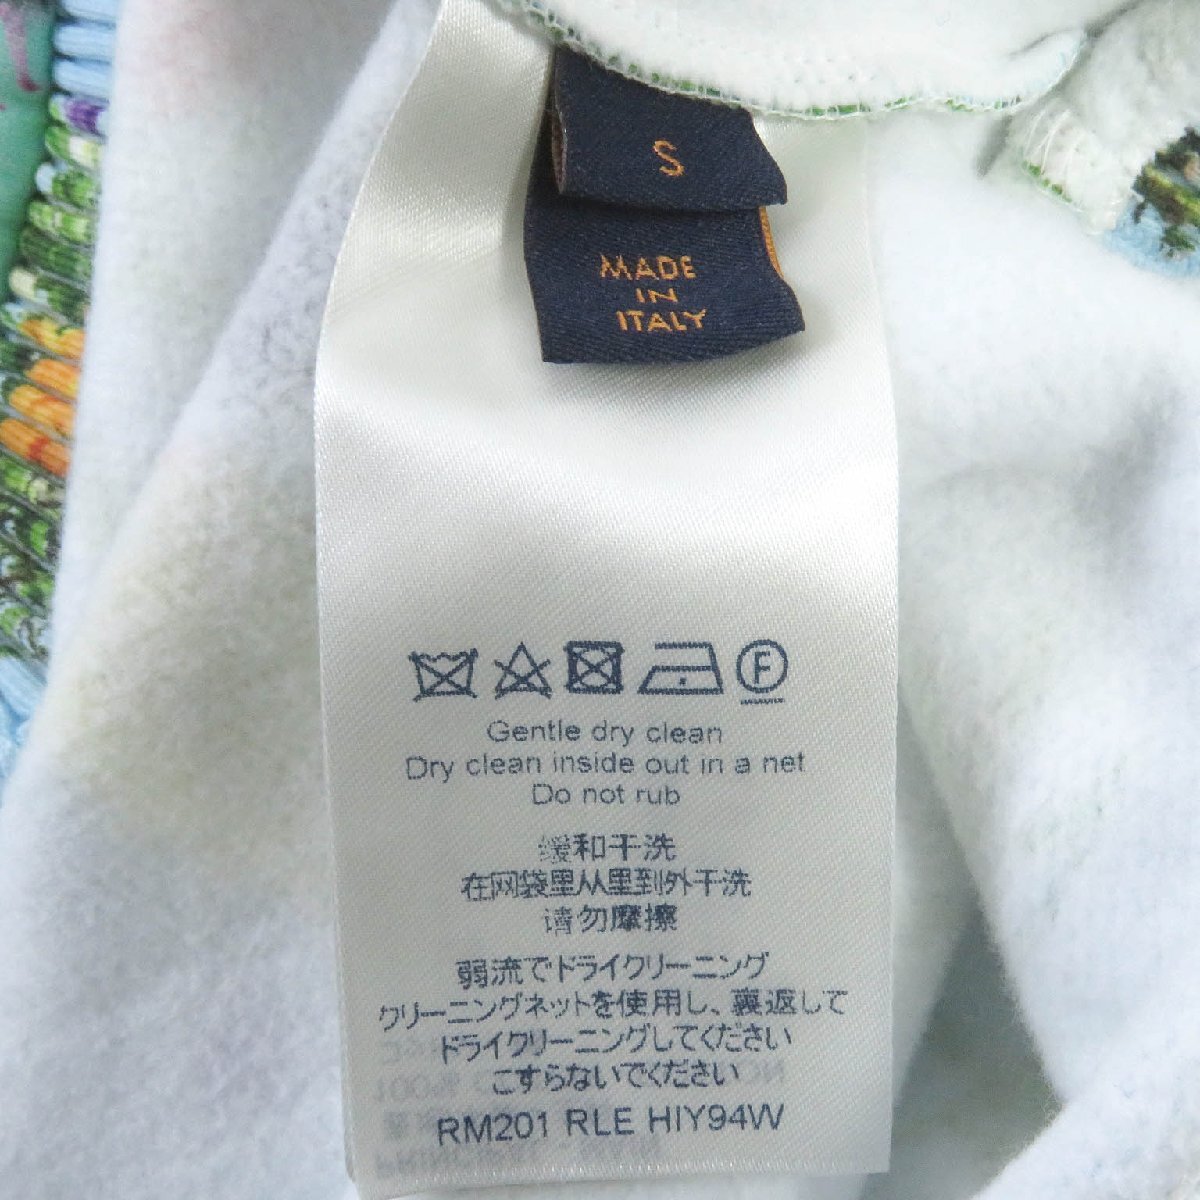 S
MADE
IN
ITALY
F
Gentle dry clean
Dry clean inside out in a net
Do not rub
缓和干洗
在网袋里从里到外干洗
请勿摩擦
弱流でドライクリーニング
クリーニングネットを使用し、裏返して
ドライクリーニングしてください
こすらないでください
RM201 RLE HIY94W